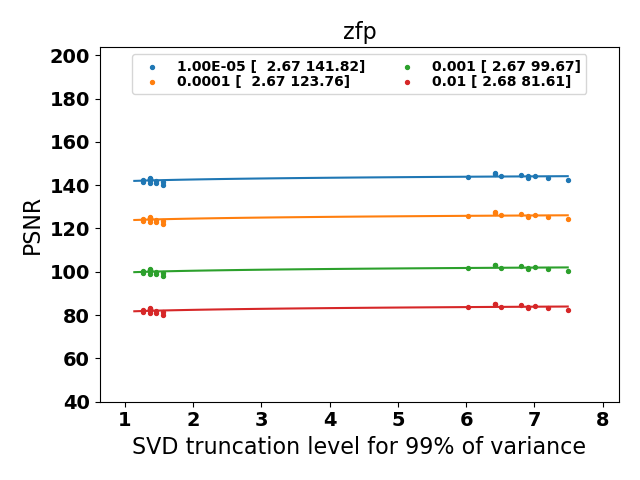 zfp
1.00E-05 [  2.67 141.82]
0.0001 [  2.67 123.76]
0.001 [ 2.67 99.67]
0.01 [ 2.68 81.61]
PSNR
200
180
160
140
120
100
80
60
40
1 2 3 4 5 6 7 8
SVD truncation level for 99% of variance